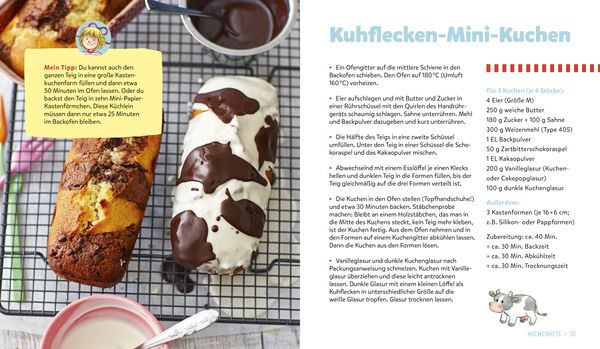 Mein Tipp: Du kannst auch den
ganzen Teig in eine große Kasten-
kuchenform füllen und dann etwa
50 Minuten im Ofen lassen. Oder du
backst den Teig in zehn Mini-Papier-
Kastenförmchen. Diese Küchlein
müssen dann nur etwa 25 Minuten
im Backofen bleiben.
Kuhflecken-Mini-Kuchen
• Ein Ofengitter auf die mittlere Schiene in den
Backofen schieben. Den Ofen auf 180 °C (Umluft
160 °C) vorheizen.
• Eier aufschlagen und mit Butter und Zucker in
einer Rührschüssel mit den Quirlen des Handrühr-
geräts schaumig schlagen. Sahne unterrühren. Mehl
und Backpulver dazugeben und kurz unterrühren.
• Die Hälfte des Teigs in eine zweite Schüssel
umfüllen. Unter den Teig in einer Schüssel die Scho-
koraspel und das Kakaopulver mischen.
• Abwechselnd mit einem Esslöffel je einen Klecks
hellen und dunklen Teig in die Formen füllen, bis der
Teig gleichmäßig auf die drei Formen verteilt ist.
• Die Kuchen in den Ofen stellen (Topfhandschuhe!)
und etwa 30 Minuten backen. Stäbchenprobe
machen: Bleibt an einem Holzstäbchen, das man in
die Mitte des Kuchens steckt, kein Teig mehr kleben,
ist der Kuchen fertig. Aus dem Ofen nehmen und in
den Formen auf einem Kuchengitter abkühlen lassen.
Dann die Kuchen aus den Formen lösen.
• Vanilleglasur und dunkle Kuchenglasur nach
Packungsanweisung schmelzen. Kuchen mit Vanille-
glasur überziehen und diese leicht antrocknen
lassen. Dunkle Glasur mit einem kleinen Löffel als
Kuhflecken in unterschiedlicher Größe auf die
weiße Glasur tropfen. Glasur trocknen lassen.
Für 3 Kuchen (je 4 Stücke):
4 Eier (Größe M)
250 g weiche Butter
180 g Zucker + 100 g Sahne
300 g Weizenmehl (Type 405)
1 EL Backpulver
50 g Zartbitterschokoraspel
1 EL Kakaopulver
200 g Vanilleglasur (Kuchen-
oder Cakepopglasur)
100 g dunkle Kuchenglasur
Außerdem:
3 Kastenformen (je 16 × 6 cm;
z.B. Silikon- oder Pappformen)
Zubereitung: ca. 40 Min.
+ ca. 30 Min. Backzeit
+ ca. 30 Min. Abkühlzeit
+ ca. 30 Min. Trocknungszeit
KUCHENHITS > 35